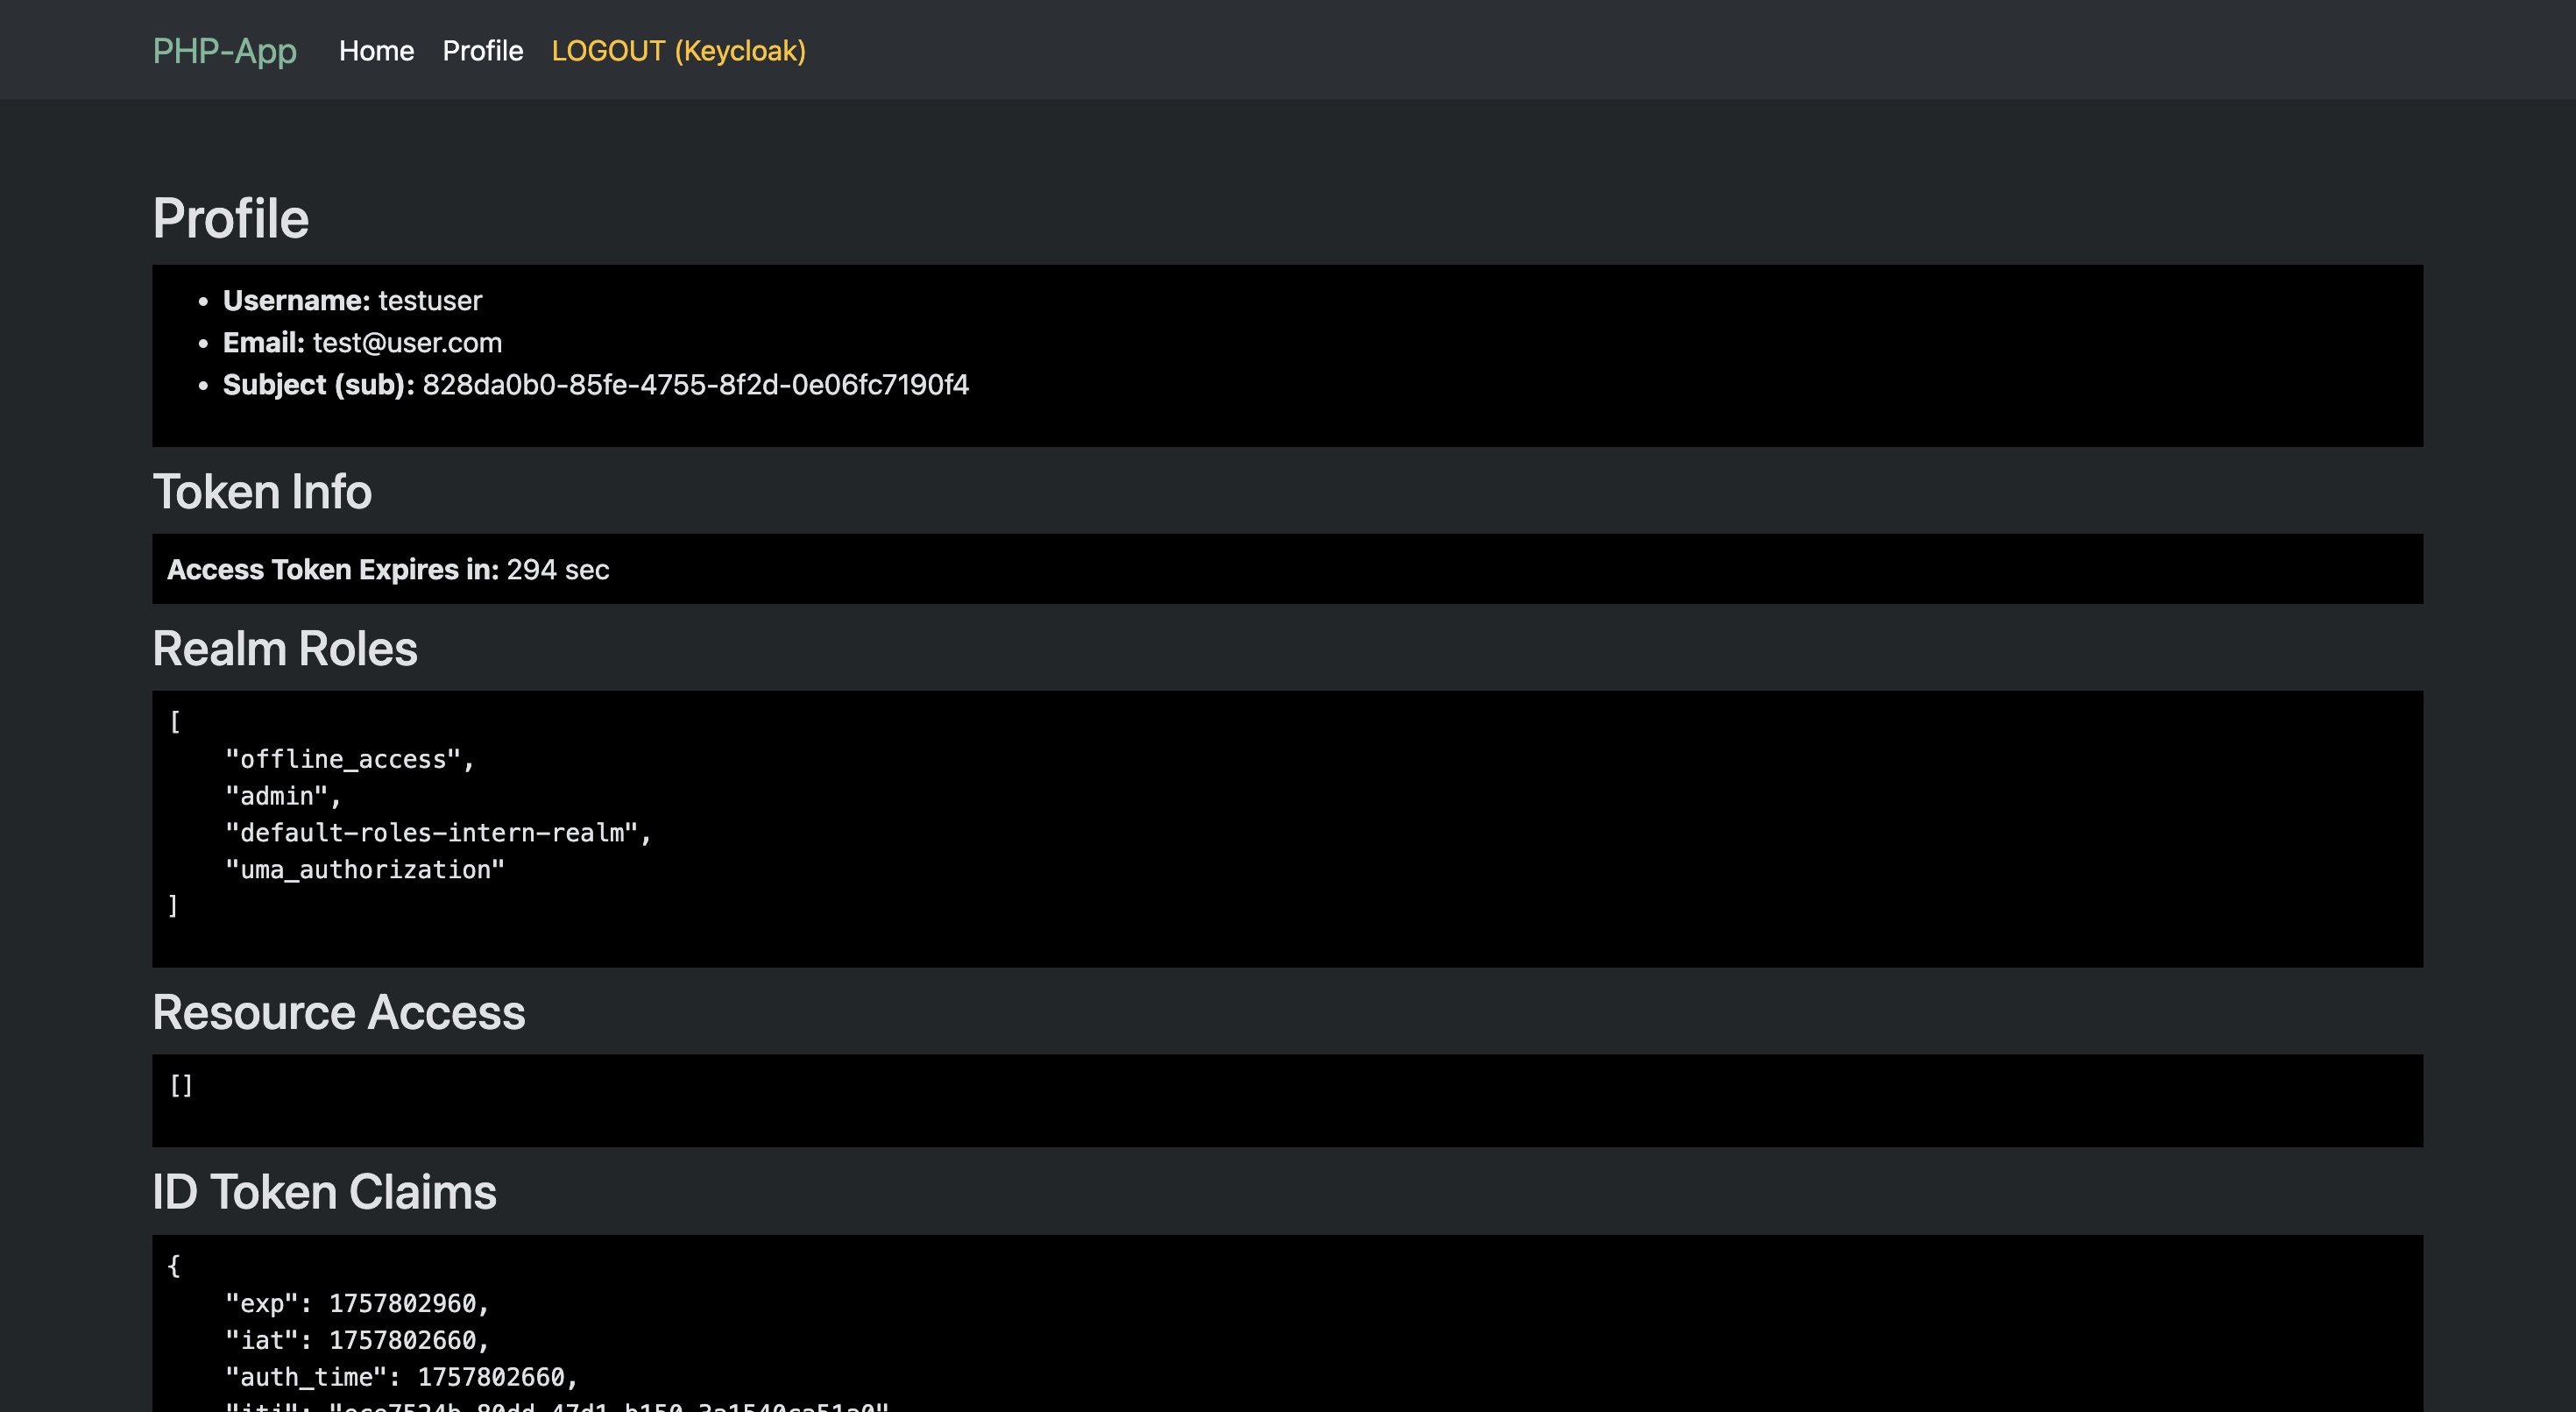 PHP-App Home Profile LOGOUT (Keycloak)
Profile
• Username: testuser
• Email: test@user.com
• Subject (sub): 828da0b0-85fe-4755-8f2d-0e06fc7190f4
Token Info
Access Token Expires in: 294 sec
Realm Roles
[
"offline_access",
"admin",
"default-roles-intern-realm",
"uma_authorization"
]
Resource Access
[]
ID Token Claims
{
"exp": 1757802960,
"iat": 1757802660,
"auth_time": 1757802660,